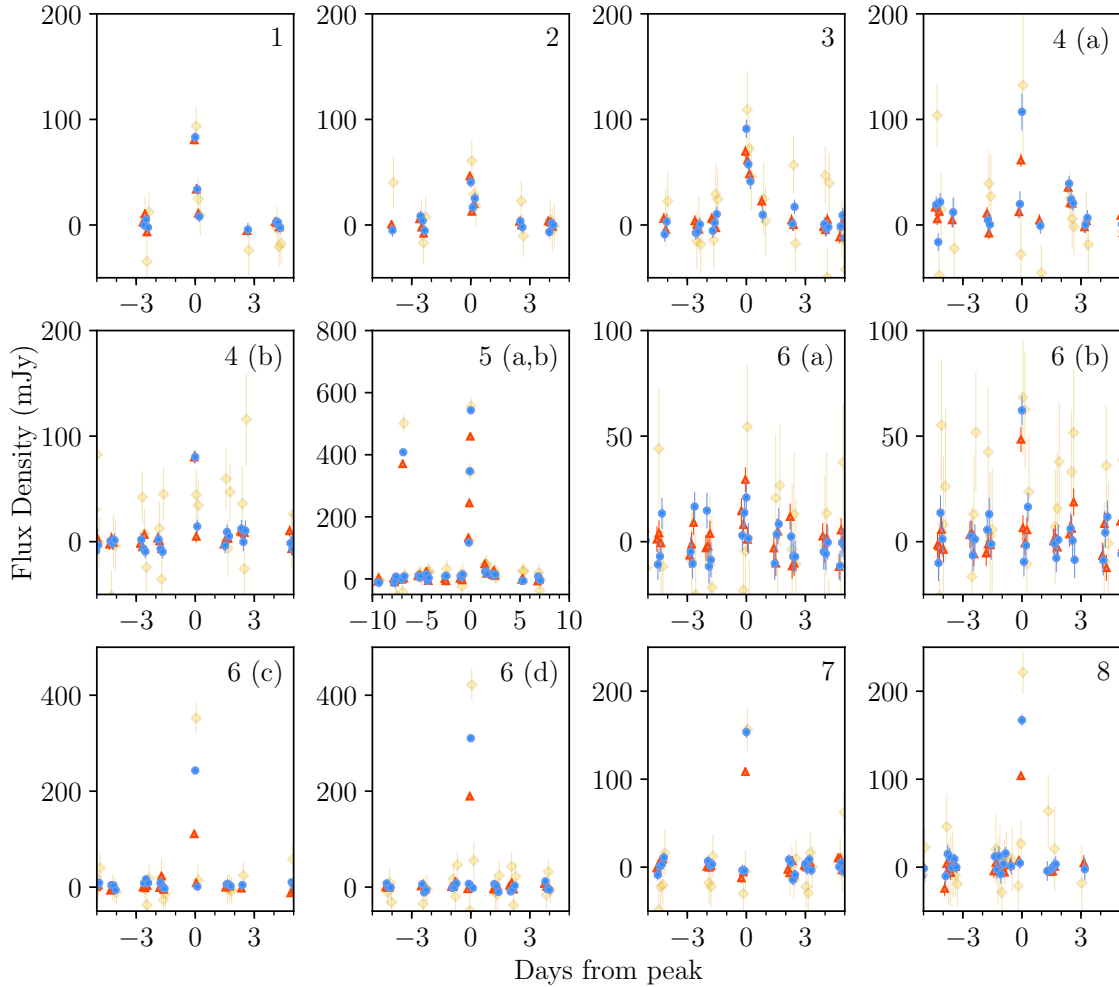 200 1 200 2 200 3 200 4 (a)
100 100 100 100
0 0 0 0
−3 0 3 −3 0 3 −3 0 3 −3 0 3
200 4 (b) 800 5 (a,b) 100 6 (a) 100 6 (b)
600
100 400 50 50
200
0 0 0 0
−3 0 3 −10 −5 0 5 10 −3 0 3 −3 0 3
6 (c) 6 (d) 7 8
400 400 200 200
200 200 100 100
0 0 0 0
−3 0 3 −3 0 3 −3 0 3 −3 0 3
Flux Density (mJy)
Days from peak